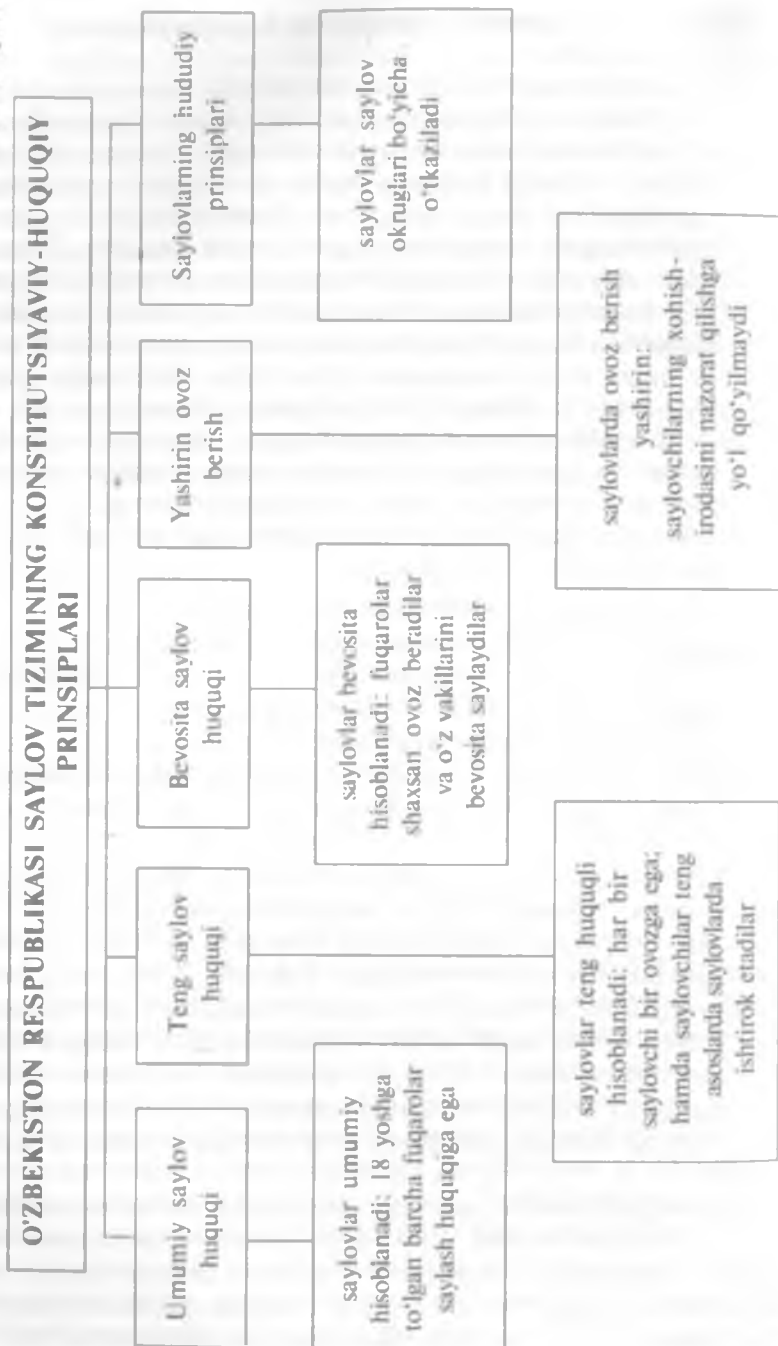 O'ZBEKISTON RESPUBLIKASI SAYLOV TIZIMINING KONSTITUTSIYAVIY-HUQUQIY
PRINSIPLARI
Umumiy saylov
huquqi
Teng saylov
huquqi
Bevosita saylov
huquqi
Yashirin ovoz
berish
Saylovlarning hududiy
prinsiplari
saylovlar umumiy
hisoblanadi: 18 yoshga
to'lgan barcha fuqarolar
saylash huquqiga ega
saylovlar teng huquqli
hisoblanadi: har bir
saylovchi bir ovozga ega;
hamda saylovchilar teng
asoslarda saylovlarda
ishtirok etadilar
saylovlar bevosita
hisoblanadi: fuqarolar
shaxsan ovoz beradilar
va o'z vakillarini
bevosita saylaydilar
saylovlarda ovoz berish
yashirin:
saylovchilarning xohish-
irodasini nazorat qilishga
yo'l qo'yilmaydi
saylovlar saylov
okruglari bo'yicha
o'tkaziladi